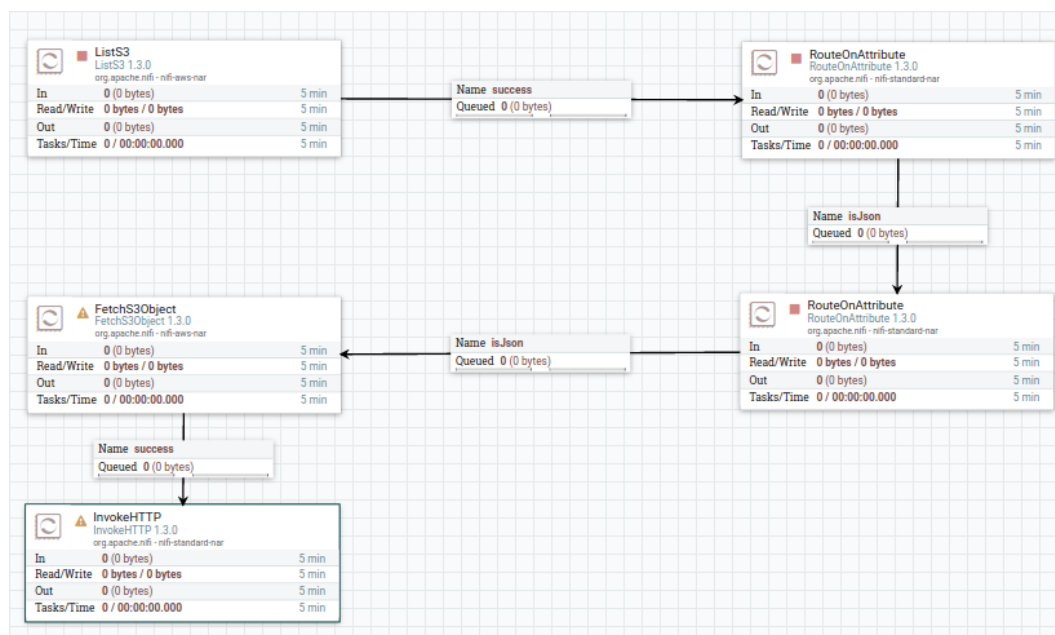 ListS3
ListS3 1.3.0
org.apache.nifi - nifi-aws-nar
In 0 (0 bytes) 5 min
Read/Write 0 bytes / 0 bytes 5 min
Out 0 (0 bytes) 5 min
Tasks/Time 0 / 00:00:00.000 5 min
Name success
Queued 0 (0 bytes)
RouteOnAttribute
RouteOnAttribute 1.3.0
org.apache.nifi - nifi-standard-nar
In 0 (0 bytes) 5 min
Read/Write 0 bytes / 0 bytes 5 min
Out 0 (0 bytes) 5 min
Tasks/Time 0 / 00:00:00.000 5 min
Name isJson
Queued 0 (0 bytes)
RouteOnAttribute
RouteOnAttribute 1.3.0
org.apache.nifi - nifi-standard-nar
In 0 (0 bytes) 5 min
Read/Write 0 bytes / 0 bytes 5 min
Out 0 (0 bytes) 5 min
Tasks/Time 0 / 00:00:00.000 5 min
Name isJson
Queued 0 (0 bytes)
FetchS3Object
FetchS3Object 1.3.0
org.apache.nifi - nifi-aws-nar
In 0 (0 bytes) 5 min
Read/Write 0 bytes / 0 bytes 5 min
Out 0 (0 bytes) 5 min
Tasks/Time 0 / 00:00:00.000 5 min
Name success
Queued 0 (0 bytes)
InvokeHTTP
InvokeHTTP 1.3.0
org.apache.nifi - nifi-standard-nar
In 0 (0 bytes) 5 min
Read/Write 0 bytes / 0 bytes 5 min
Out 0 (0 bytes) 5 min
Tasks/Time 0 / 00:00:00.000 5 min